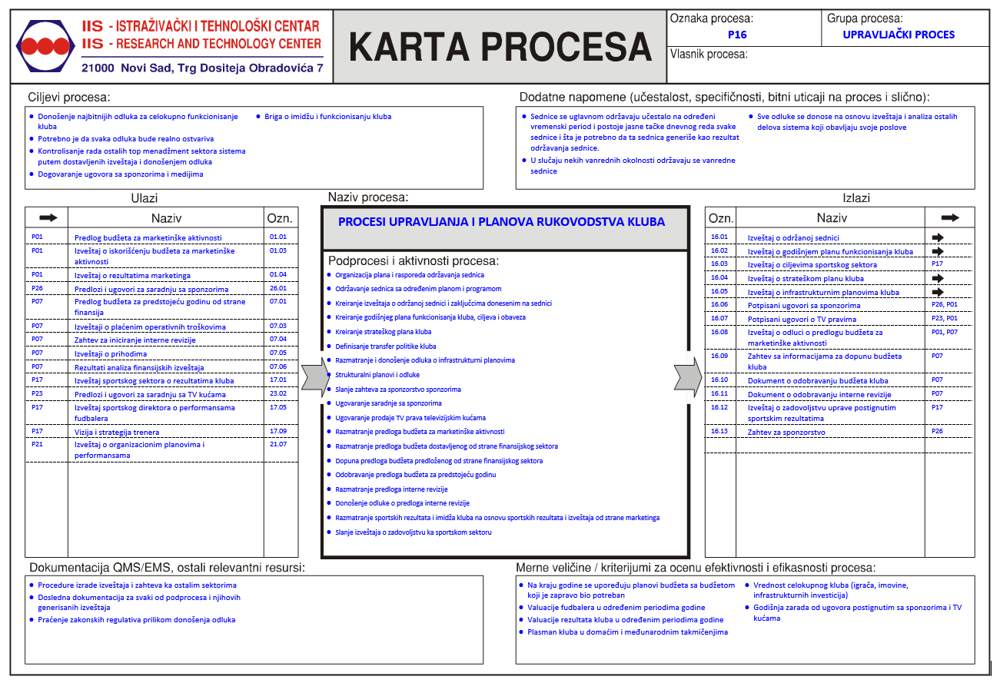 IIS - ISTRAŽIVAČKI I TEHNOLOŠKI CENTAR
IIS - RESEARCH AND TECHNOLOGY CENTER
21000 Novi Sad, Trg Dositeja Obradovića 7
KARTA PROCESA
Oznaka procesa:
P16
Grupa procesa:
UPRAVLJAČKI PROCES
Vlasnik procesa:
Ciljevi procesa:
Donošenje najbitnijih odluka za celokupno funkcionisanje
kluba
Potrebno je da svaka odluka bude realno ostvariva
Kontrolisanje rada ostalih top menadžment sektora sistema
putem dostavljenih izveštaja i donošenjem odluka
Dogovaranje ugovora sa sponzorima i medijima
Briga o imidžu i funkcionisanju kluba
Dodatne napomene (učestalost, specifičnosti, bitni uticaji na proces i slično):
Sednice se uglavnom održavaju učestalo na određeni
vremenski period i postoje jasne tačke dnevnog reda svake
sednice i šta je potrebno da ta sednica generiše kao rezultat
održavanja sednice.
U slučaju nekih vanrednih okolnosti održavaju se vanredne
sednice
Sve odluke se donose na osnovu izveštaja i analiza ostalih
delova sistema koji obavljaju svoje poslove
Ulazi
Naziv Ozn.
P01 Predlog budžeta za marketinške aktivnosti 01.01
P01 Izveštaj o iskorišćenju budžeta za marketinške 01.03
aktivnosti
P01 Izveštaj o rezultatima marketinga 01.04
P26 Predlozi i ugovori za saradnju sa sponzorima 26.01
P07 Predlog budžeta za predstojeću godinu od strane 07.01
finansija
P07 Izveštaji o plaćenim operativnih troškovima 07.03
P07 Zahtev za iniciranje interne revizije 07.04
P07 Izveštaji o prihodima 07.05
P07 Rezultati analiza finansijskih izveštaja 07.06
P17 Izveštaj sportskog sektora o rezultatima kluba 17.01
P23 Predlozi i ugovori za saradnju sa TV kućama 23.02
P17 Izveštaj sportskog direktora o performansama 17.05
fudbalera
P17 Vizija i strategija trenera 17.09
P21 Izveštaj o organizacionim planovima i 21.07
performansama
Naziv procesa:
PROCESI UPRAVLJANJA I PLANOVA RUKOVODSTVA KLUBA
Podprocesi i aktivnosti procesa:
Organizacija plana i rasporeda održavanja sednica
Održavanje sednica sa određenim planom i programom
Kreiranje izveštaja o održanoj sednici i zaključcima donesenim na sednici
Kreiranje godišnjeg plana funkcionisanja kluba, ciljeva i obaveza
Kreiranje strateškog plana kluba
Definisanje transfer politike kluba
Razmatranje i donošenje odluka o infrastrukturni planovima
Strukturalni planovi i odluke
Slanje zahteva za sponzorstvo sponzorima
Ugovaranje saradnje sa sponzorima
Ugovaranje prodaje TV prava televizijskim kućama
Razmatranje predloga budžeta za marketinške aktivnosti
Razmatranje predloga budžeta dostavljenog od strane finansijskog sektora
Dopuna predloga budžeta predloženog od strane finansijskog sektora
Odobravanje predloga budžeta za predstojeću godinu
Razmatranje predloga interne revizije
Donošenje odluke o predloga interne revizije
Razmatranje sportskih rezultata i imidža kluba na osnovu sportskih rezultata i izveštaja od strane marketinga
Slanje izveštaja o zadovoljstvu ka sportskom sektoru
Izlazi
Ozn. Naziv
16.01 Izveštaj o održanoj sednici
16.02 Izveštaj o godišnjem planu funkcionisanja kluba
16.03 Izveštaj o ciljevima sportskog sektora P17
16.04 Izveštaj o strateškom planu kluba
16.05 Izveštaj o infrastrukturnim planovima kluba
16.06 Potpisani ugovori sa sponzorima P26, P01
16.07 Potpisani ugovori o TV pravima P23, P01
16.08 Izveštaj o odluci o predlogu budžeta za P01, P07
marketinške aktivnosti
16.09 Zahtev sa informacijama za dopunu budžeta P07
kluba
16.10 Dokument o odobravanju budžeta kluba P07
16.11 Dokument o odobravanju interne revizije P07
16.12 Izveštaj o zadovoljstvu uprave postignutim P17
sportskim rezultatima
16.13 Zahtev za sponzorstvo P26
Dokumentacija QMS/EMS, ostali relevantni resursi:
Procedure izrade izveštaja i zahteva ka ostalim sektorima
Dosledna dokumentacija za svaki od podprocesa i njihovih
generisanih izveštaja
Praćenje zakonskih regulativa prilikom donošenja odluka
Merne veličine / kriterijumi za ocenu efektivnosti i efikasnosti procesa:
Na kraju godine se upoređuju planovi budžeta sa budžetom
koji je zapravo bio potreban
Valuacije fudbalera u određenim periodima godine
Valuacije rezultata kluba u određenim periodima godine
Plasman kluba u domaćim i međunarodnim takmičenjima
Vrednost celokupnog kluba (igrača, imovine,
infrastrukturnih investicija)
Godišnja zarada od ugovora postignutim sa sponzorima i TV
kućama